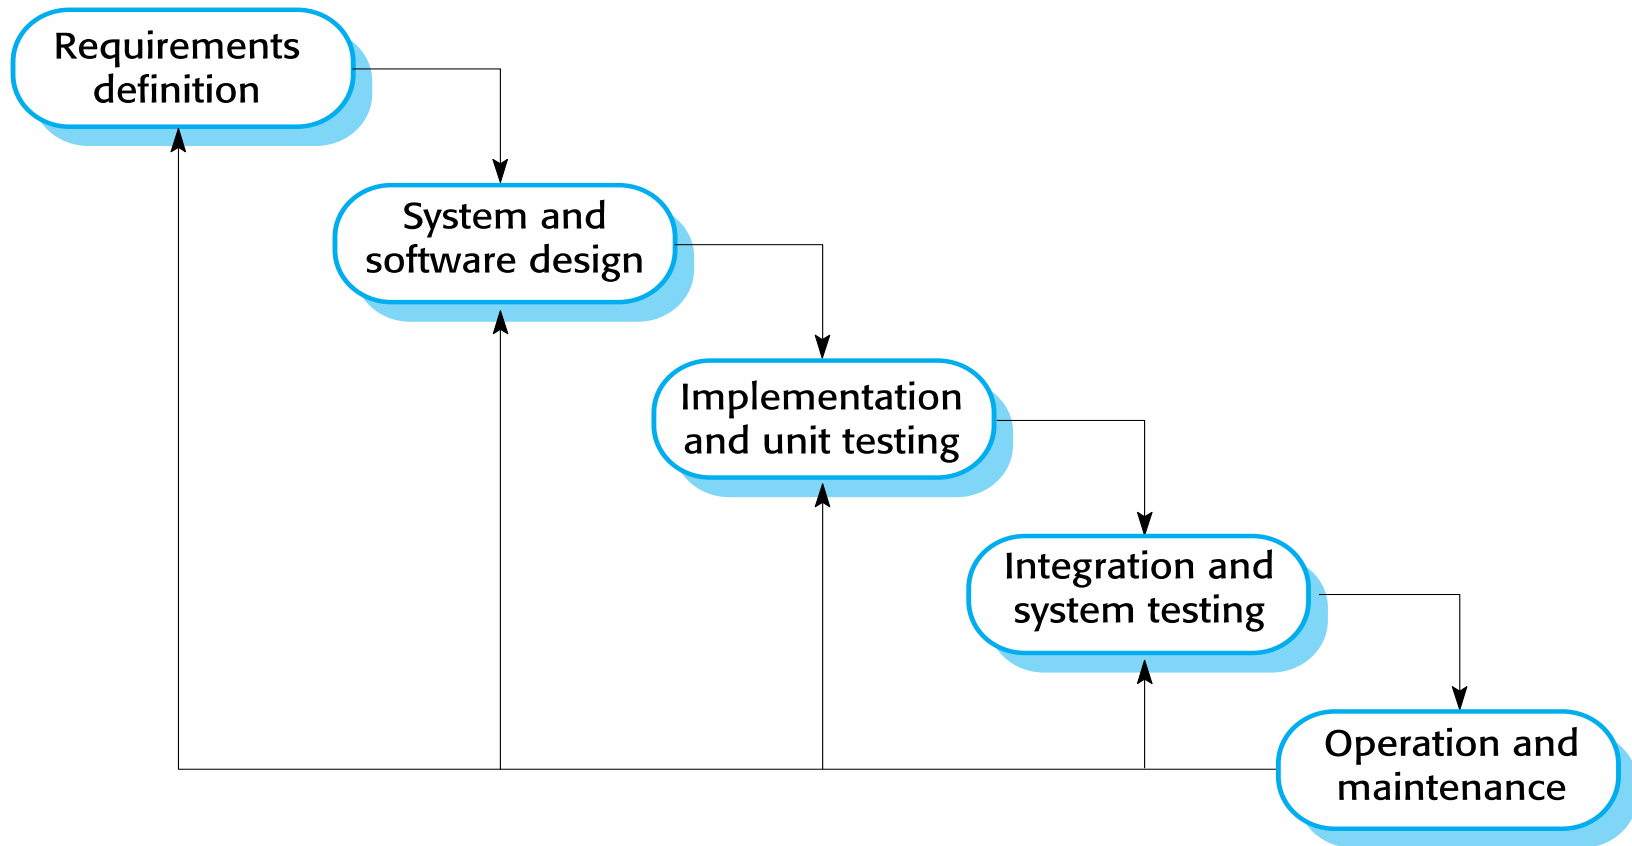 Requirements
definition
System and
software design
Implementation
and unit testing
Integration and
system testing
Operation and
maintenance